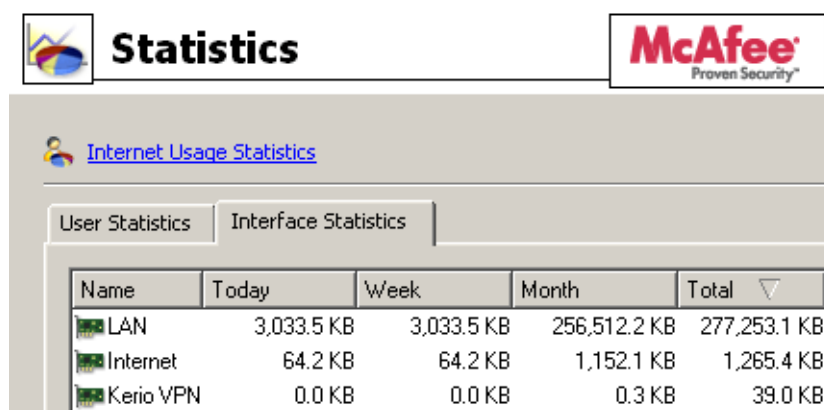 Statistics
McAfee
Proven Security™
Internet Usage Statistics
User Statistics Interface Statistics
Name Today Week Month Total
LAN 3,033.5 KB 3,033.5 KB 256,512.2 KB 277,253.1 KB
Internet 64.2 KB 64.2 KB 1,152.1 KB 1,265.4 KB
Kerio VPN 0.0 KB 0.0 KB 0.3 KB 39.0 KB